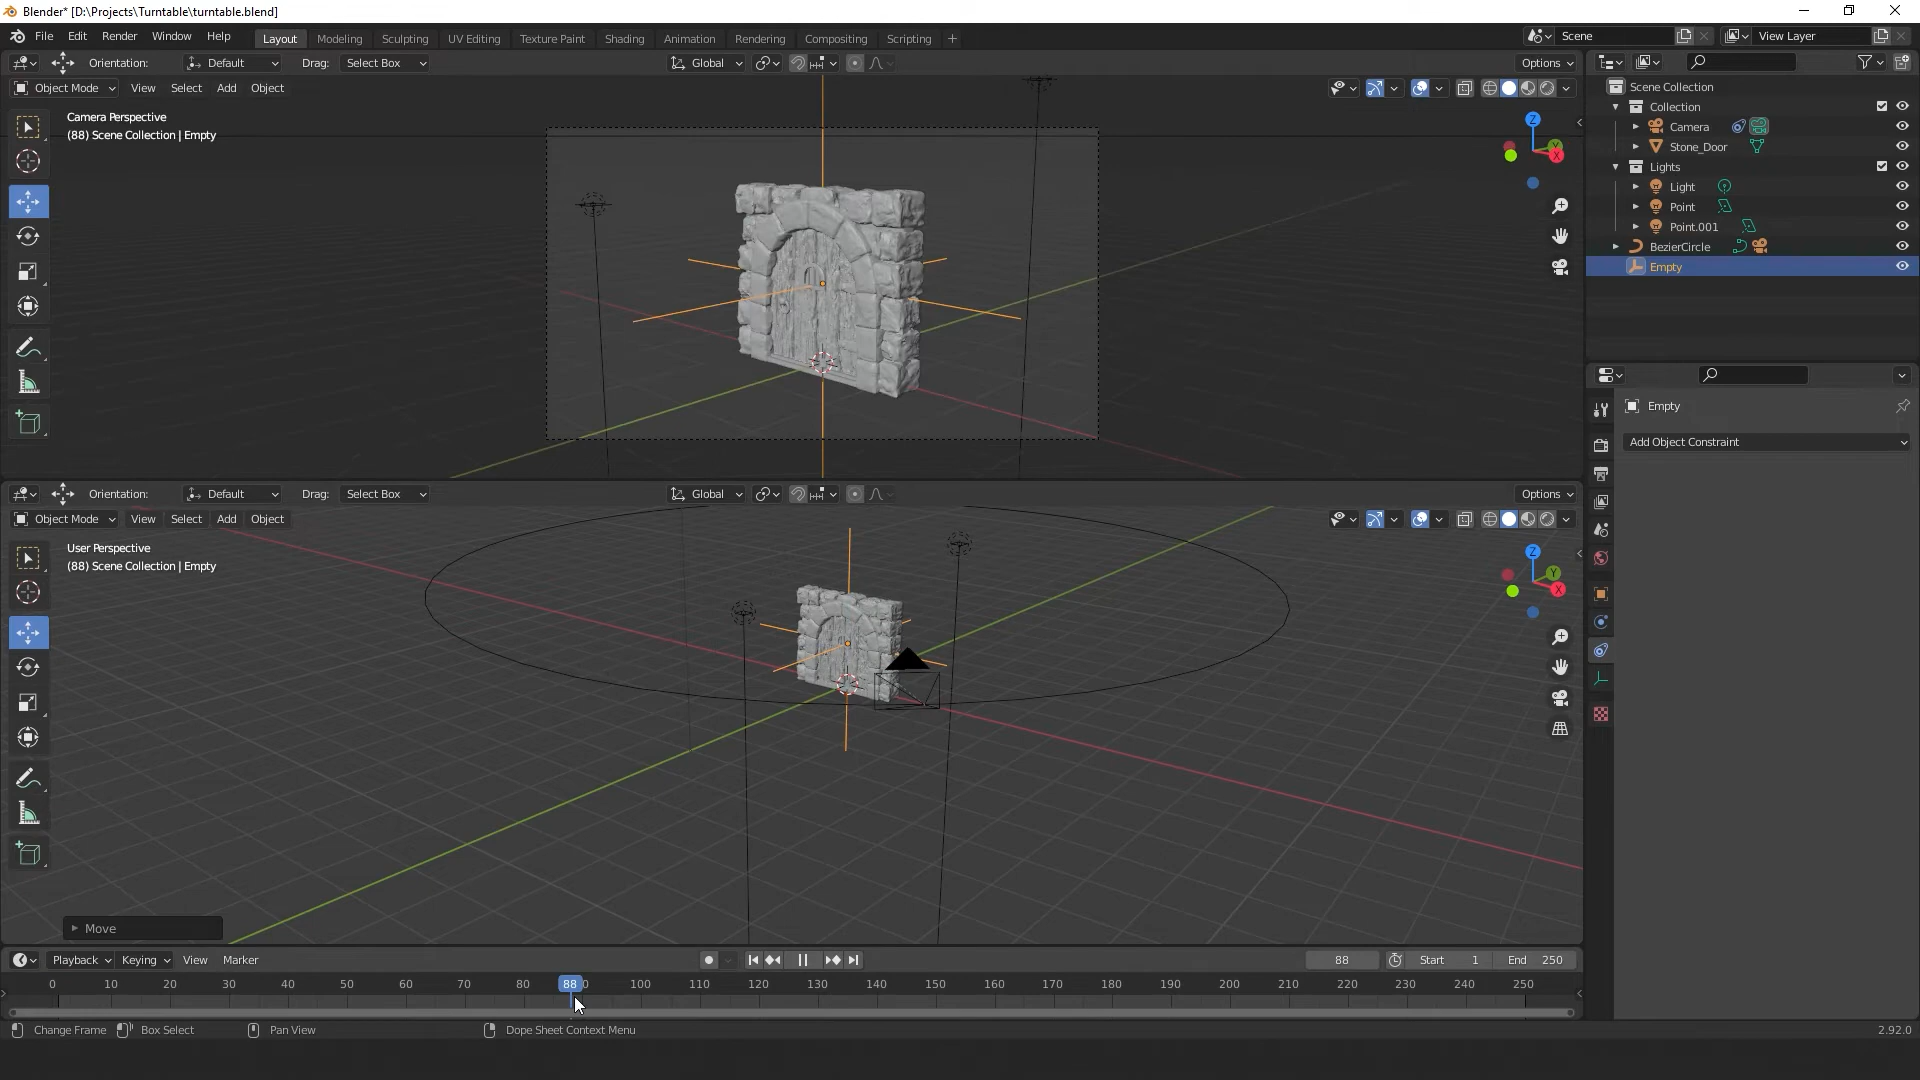 Blender* [D:\Projects\Turntable\turntable.blend]
File Edit Render Window Help Layout Modeling Sculpting UV Editing Texture Paint Shading Animation Rendering Compositing Scripting + Scene View Layer
Orientation: Default Drag: Select Box Global Options
Object Mode View Select Add Object
Camera Perspective
(88) Scene Collection | Empty
Z
Y
X
Scene Collection
Collection
Camera
Stone_Door
Lights
Light
Point
Point.001
BezierCircle
Empty
Empty
Add Object Constraint
Orientation: Default Drag: Select Box Global Options
Object Mode View Select Add Object
User Perspective
(88) Scene Collection | Empty
Z
Y
X
Move
Playback Keying View Marker 88 Start 1 End 250
0 10 20 30 40 50 60 70 80 88 0 100 110 120 130 140 150 160 170 180 190 200 210 220 230 240 250
Change Frame Box Select Pan View Dope Sheet Context Menu 2.92.0